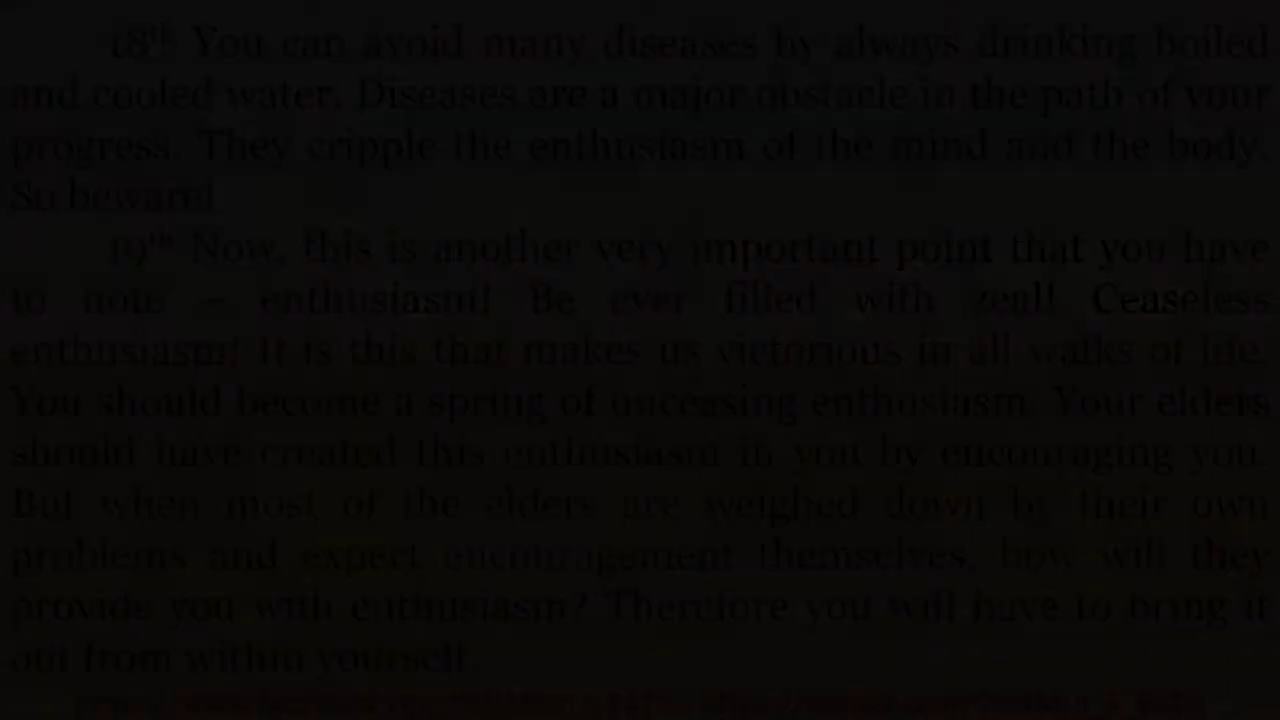 18th You can avoid many diseases by always drinking boiled
and cooled water. Diseases are a major obstacle in the path of your
progress. They cripple the enthusiasm of the mind and the body.
So beware!
19th Now, this is another very important point that you have
to note – enthusiasm! Be ever filled with zeal! Ceaseless
enthusiasm! It is this that makes us victorious in all walks of life.
You should become a spring of unceasing enthusiasm. Your elders
should have created this enthusiasm in you by encouraging you.
But when most of the elders are weighed down by their own
problems and expect encouragement themselves, how will they
provide you with enthusiasm? Therefore you will have to bring it
out from within yourself.